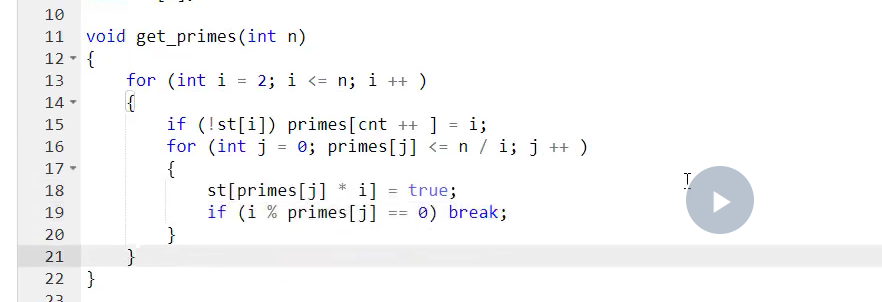 10
11 void get_primes(int n)
12 {
13     for (int i = 2; i <= n; i ++ )
14     {
15         if (!st[i]) primes[cnt ++ ] = i;
16         for (int j = 0; primes[j] <= n / i; j ++ )
17         {
18             st[primes[j] * i] = true;
19             if (i % primes[j] == 0) break;
20         }
21     }
22 }
23